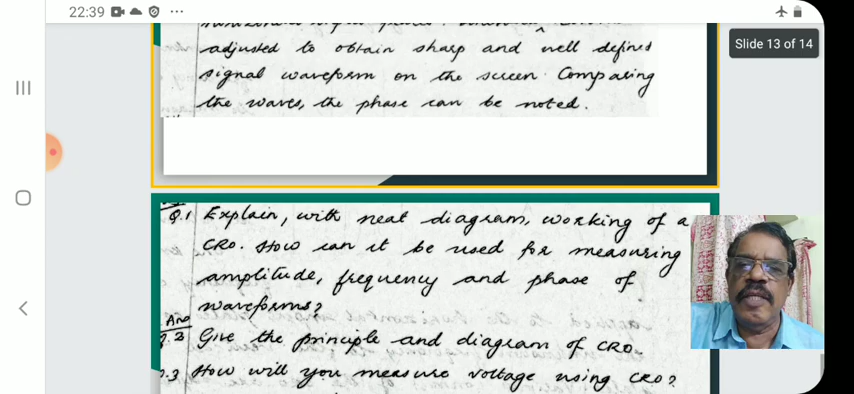 22:39
Slide 13 of 14
adjusted to obtain sharp and well defined
signal waveform on the screen. Comparing
the waves, the phase can be noted.
Q.1 Explain, with neat diagram, working of a
CRO. How can it be used for measuring
amplitude, frequency and phase of
waveforms?
Ans
Q.2 Give the principle and diagram of CRO.
Q.3 How will you measure voltage using CRO?